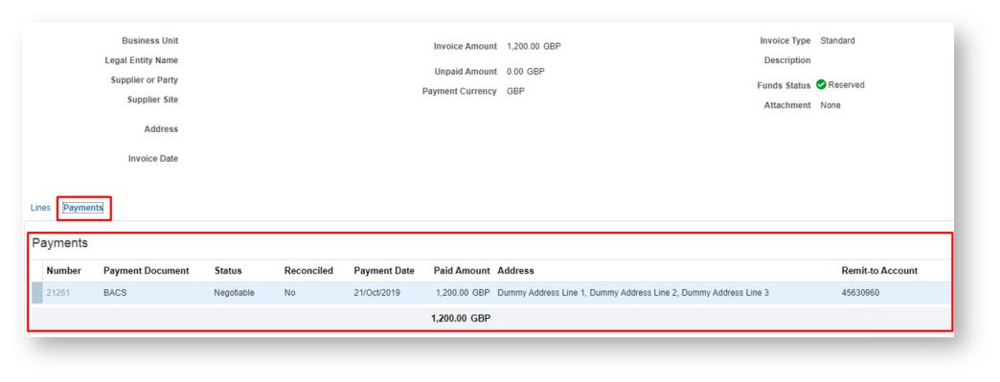 Business Unit
Legal Entity Name
Supplier or Party
Supplier Site
Address
Invoice Date
Invoice Amount 1,200.00 GBP
Unpaid Amount 0.00 GBP
Payment Currency GBP
Invoice Type Standard
Description
Funds Status Reserved
Attachment None
Lines Payments
Payments
Number Payment Document Status Reconciled Payment Date Paid Amount Address Remit-to Account
21261 BACS Negotiable No 21/Oct/2019 1,200.00 GBP Dummy Address Line 1, Dummy Address Line 2, Dummy Address Line 3 45630960
1,200.00 GBP